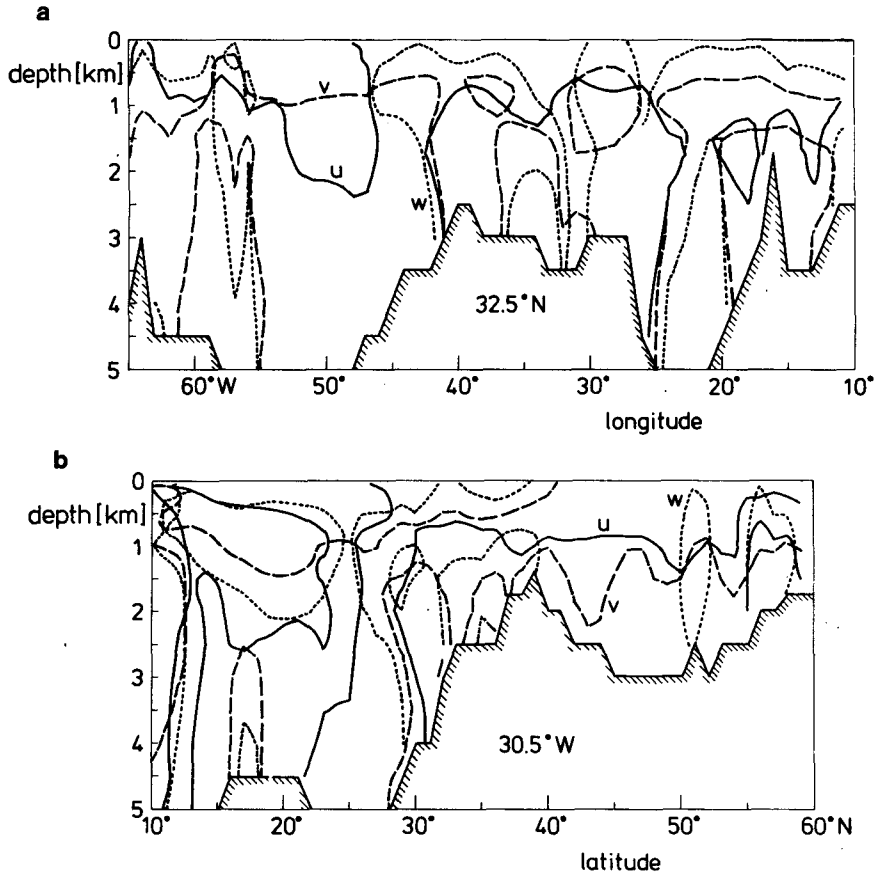 a
0
depth [km]
1
2
3
4
5
v
u
w
32.5°N
60°W 50° 40° 30° 20° 10°
longitude
b
0
depth [km]
1
2
3
4
5
w
u
v
30.5°W
10° 20° 30° 40° 50° 60°N
latitude